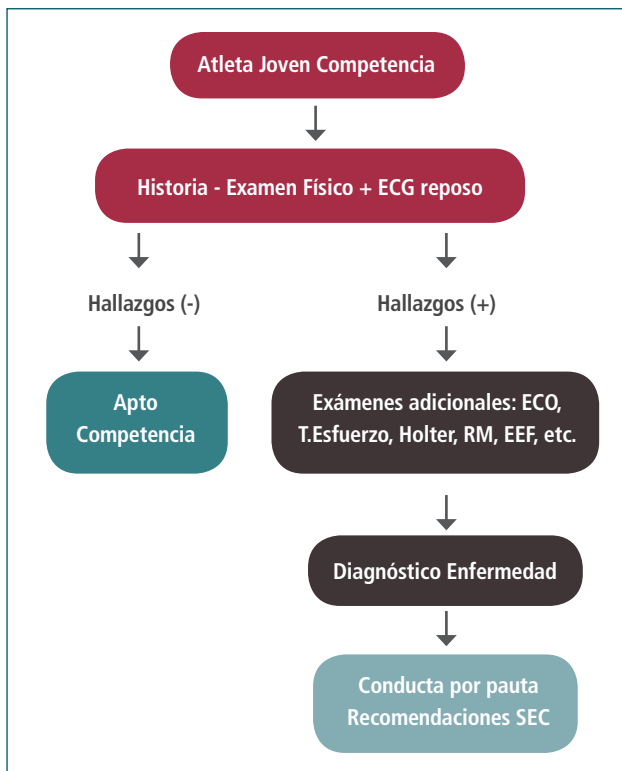 Atleta Joven Competencia
Historia - Examen Físico + ECG reposo
Hallazgos (-)
Hallazgos (+)
Apto
Competencia
Exámenes adicionales: ECO,
T.Esfuerzo, Holter, RM, EEF, etc.
Diagnóstico Enfermedad
Conducta por pauta
Recomendaciones SEC